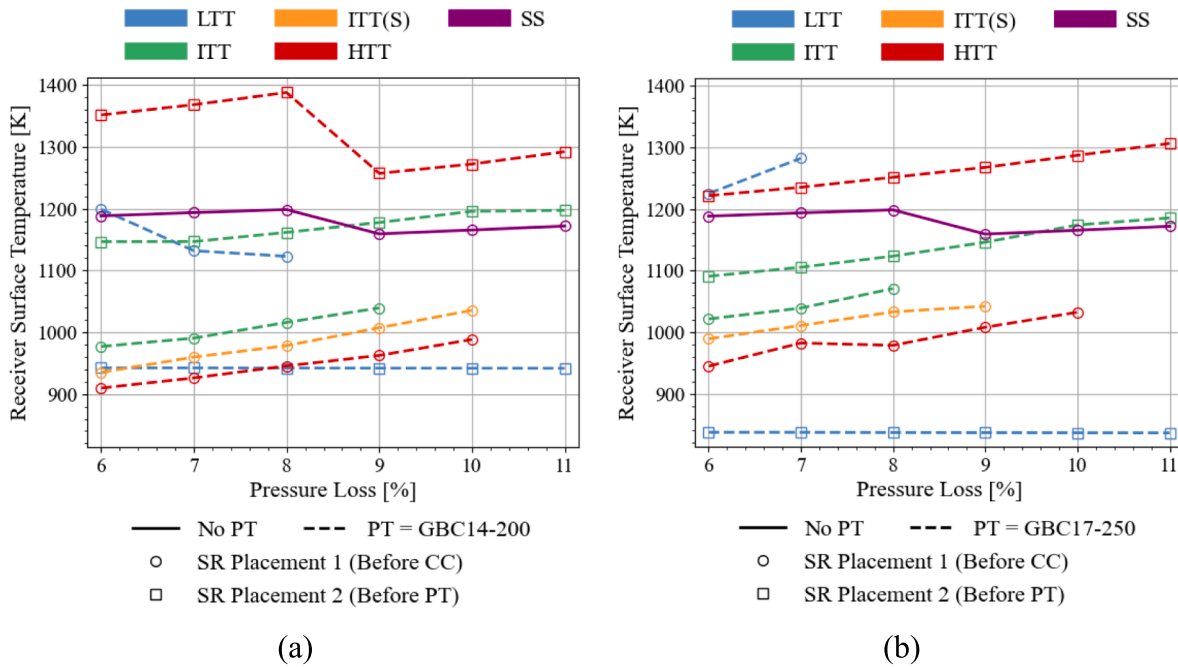 LTT ITT(S) SS
ITT HTT
1400
1300
1200
1100
1000
900
Receiver Surface Temperature [K]
6 7 8 9 10 11
Pressure Loss [%]
No PT PT = GBC14-200
SR Placement 1 (Before CC)
SR Placement 2 (Before PT)
(a)
LTT ITT(S) SS
ITT HTT
1400
1300
1200
1100
1000
900
Receiver Surface Temperature [K]
6 7 8 9 10 11
Pressure Loss [%]
No PT PT = GBC17-250
SR Placement 1 (Before CC)
SR Placement 2 (Before PT)
(b)